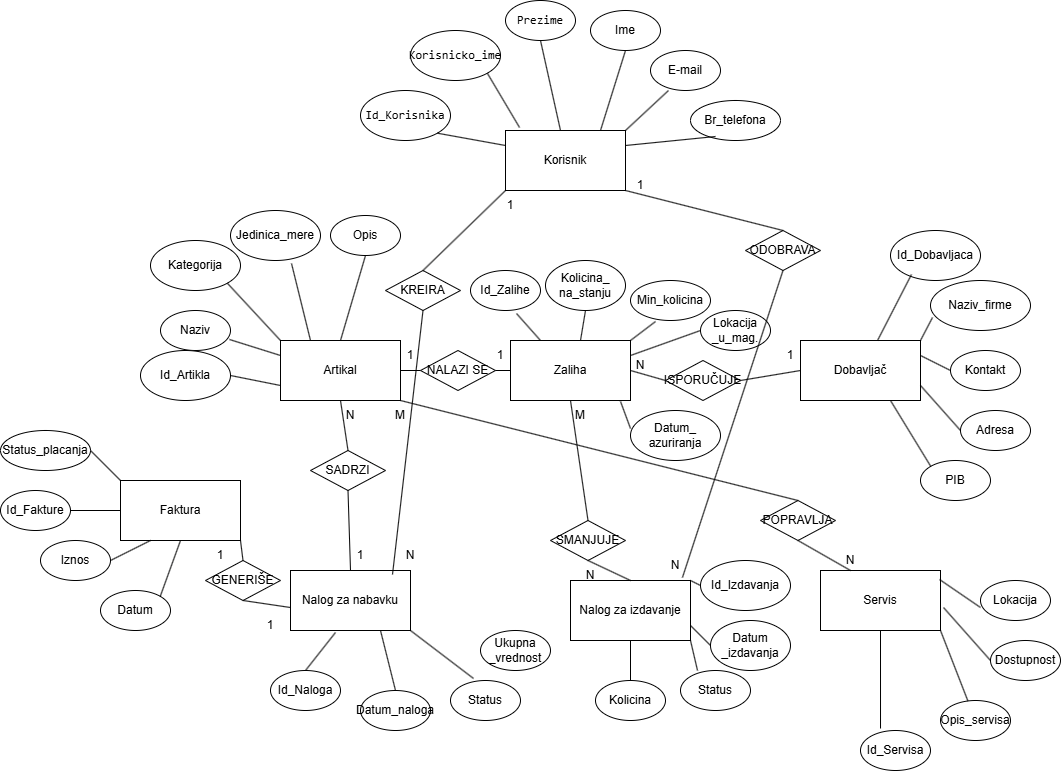 Prezime
Ime
Korisnicko_ime
E-mail
Id_Korisnika
Br_telefona
Korisnik
1
1
Jedinica_mere
Opis
ODOBRAVA
Id_Dobavljaca
Kategorija
KREIRA
Id_Zalihe
Kolicina_
na_stanju
Min_kolicina
Naziv_firme
Naziv
Lokacija
_u_mag.
Id_Artikla
Artikal
1
NALAZI SE
1
Zaliha
N
ISPORUČUJE
1
Dobavljač
Kontakt
N
M
M
Datum_
azuriranja
Adresa
Status_placanja
SADRZI
PIB
Id_Fakture
Faktura
POPRAVLJA
SMANJUJE
Iznos
1
GENERIŠE
1
N
N
N
N
Datum
Nalog za nabavku
Nalog za izdavanje
Id_Izdavanja
Servis
Lokacija
1
Ukupna
_vrednost
Datum
_izdavanja
Dostupnost
Id_Naloga
Datum_naloga
Status
Kolicina
Status
Opis_servisa
Id_Servisa